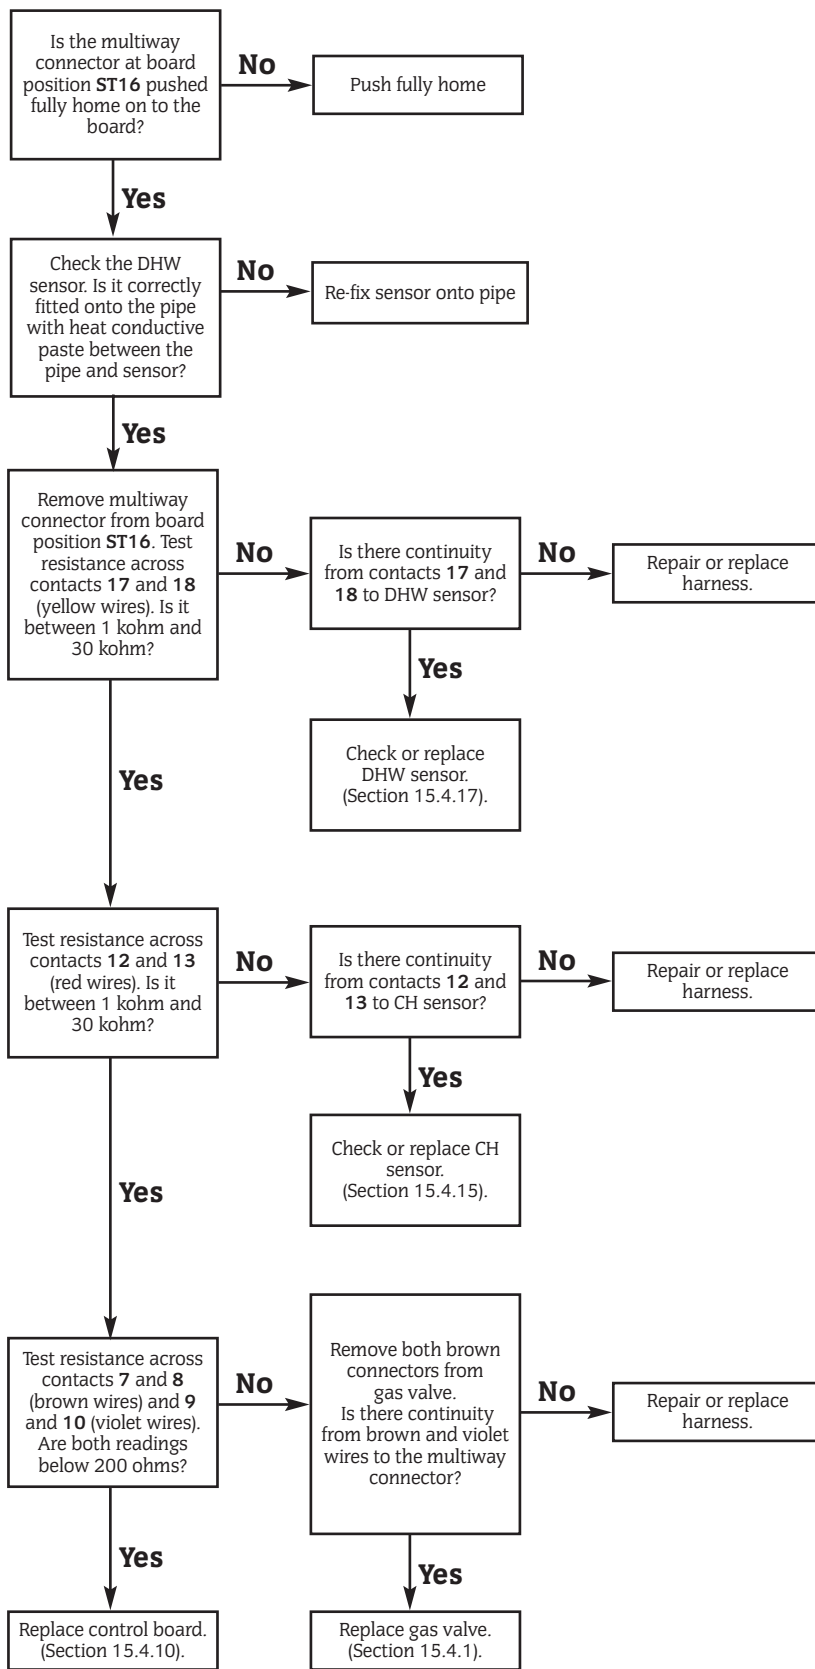 Is the multiway
connector at board
position ST16 pushed
fully home on to the
board?
No
Push fully home
Yes
Check the DHW
sensor. Is it correctly
fitted onto the pipe
with heat conductive
paste between the
pipe and sensor?
No
Re-fix sensor onto pipe
Yes
Remove multiway
connector from board
position ST16. Test
resistance across
contacts 17 and 18
(yellow wires). Is it
between 1 kohm and
30 kohm?
No
Is there continuity
from contacts 17 and
18 to DHW sensor?
No
Repair or replace
harness.
Yes
Check or replace
DHW sensor.
(Section 15.4.17).
Yes
Test resistance across
contacts 12 and 13
(red wires). Is it
between 1 kohm and
30 kohm?
No
Is there continuity
from contacts 12 and
13 to CH sensor?
No
Repair or replace
harness.
Yes
Check or replace CH
sensor.
(Section 15.4.15).
Yes
Test resistance across
contacts 7 and 8
(brown wires) and 9
and 10 (violet wires).
Are both readings
below 200 ohms?
No
Remove both brown
connectors from
gas valve.
Is there continuity
from brown and violet
wires to the multiway
connector?
No
Repair or replace
harness.
Yes
Replace control board.
(Section 15.4.10).
Yes
Replace gas valve.
(Section 15.4.1).